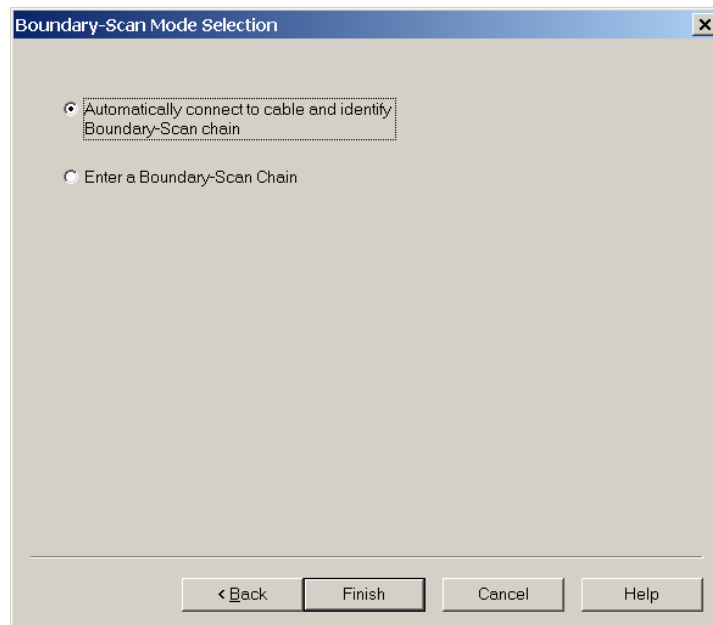 Boundary-Scan Mode Selection
Automatically connect to cable and identify
Boundary-Scan chain
Enter a Boundary-Scan Chain
< Back
Finish
Cancel
Help